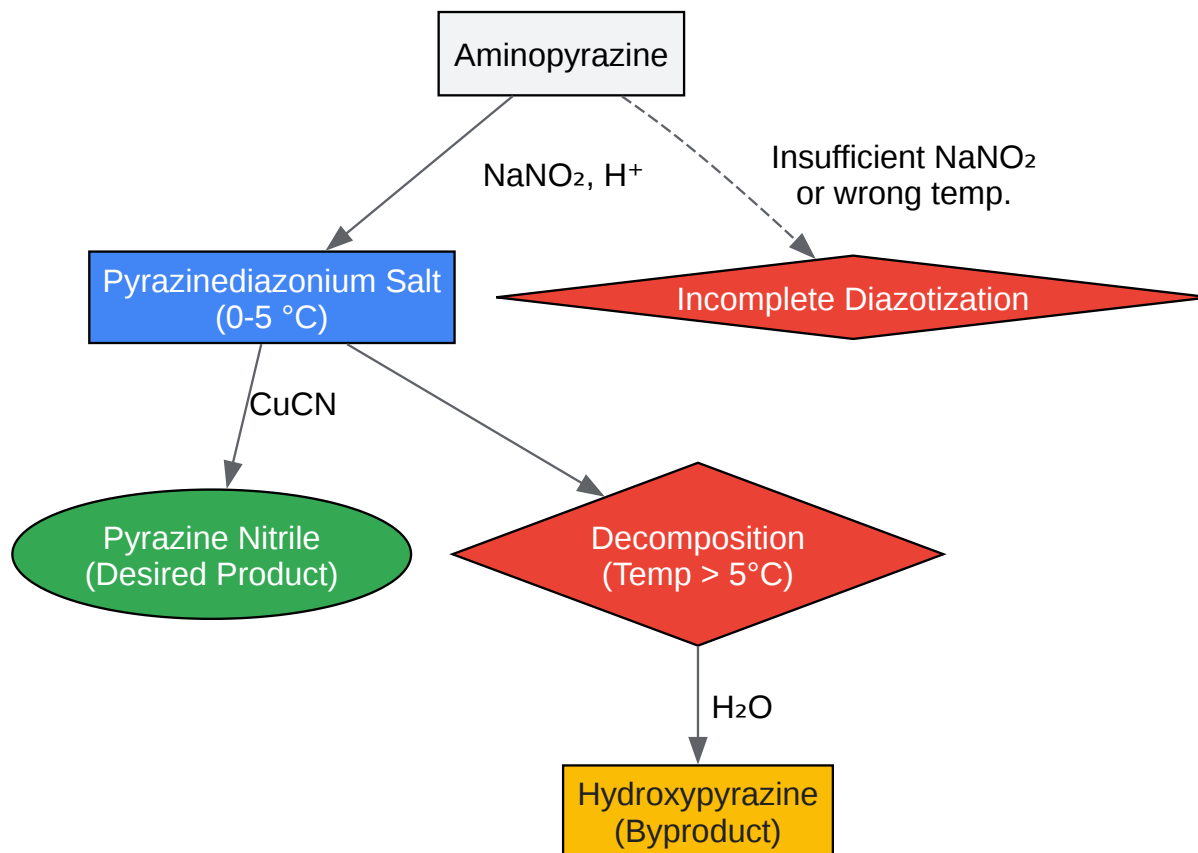 Aminopyrazine
NaNO₂, H⁺
Insufficient NaNO₂
or wrong temp.
Pyrazinediazonium Salt
(0-5 °C)
Incomplete Diazotization
CuCN
Pyrazine Nitrile
(Desired Product)
Decomposition
(Temp > 5°C)
H₂O
Hydroxypyrazine
(Byproduct)